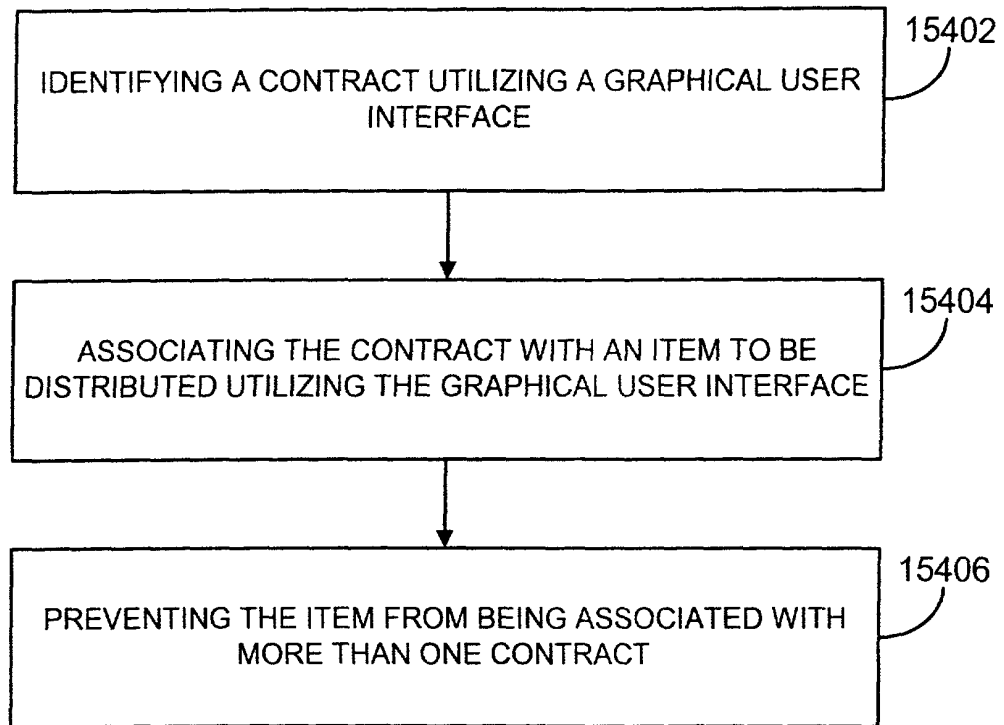 15402
IDENTIFYING A CONTRACT UTILIZING A GRAPHICAL USER
INTERFACE
15404
ASSOCIATING THE CONTRACT WITH AN ITEM TO BE
DISTRIBUTED UTILIZING THE GRAPHICAL USER INTERFACE
15406
PREVENTING THE ITEM FROM BEING ASSOCIATED WITH
MORE THAN ONE CONTRACT